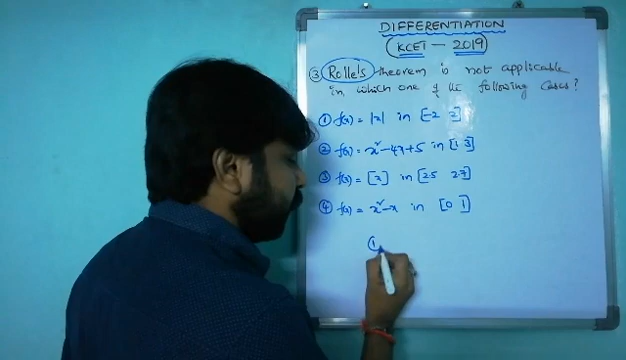 DIFFERENTIATION
KCET — 2019
③ Rolle's theorem is not applicable
in which one of the following cases?
① f(x) = |x| in [-2 2]
② f(x) = x² - 4x + 5 in [1 3]
③ f(x) = [x] in [2.5 2.7]
④ f(x) = x² - x in [0 1]
①